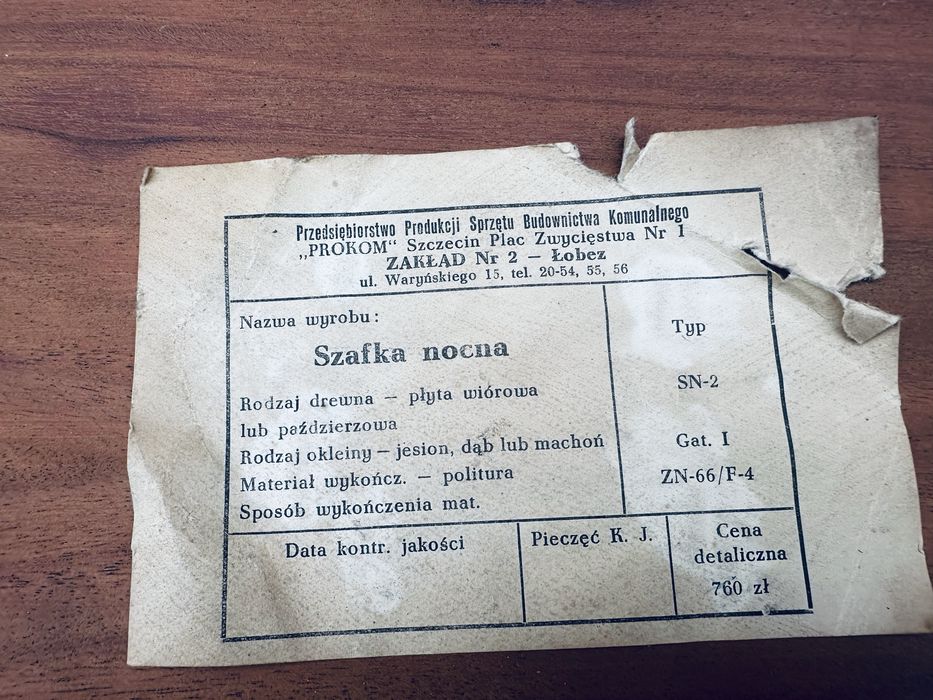 Przedsiębiorstwo Produkcji Sprzętu Budownictwa Komunalnego
„PROKOM“ Szczecin Plac Zwycięstwa Nr 1
ZAKŁAD Nr 2 — Łobez
ul. Waryńskiego 15, tel. 20-54, 55, 56
Nazwa wyrobu:
Szafka nocna
Rodzaj drewna — płyta wiórowa
lub paździerzowa
Rodzaj okleiny — jesion, dąb lub machoń
Materiał wykończ. — politura
Sposób wykończenia mat.
Typ
SN-2
Gat. I
ZN-66/F-4
Data kontr. jakości
Pieczęć K. J.
Cena
detaliczna
760 zł